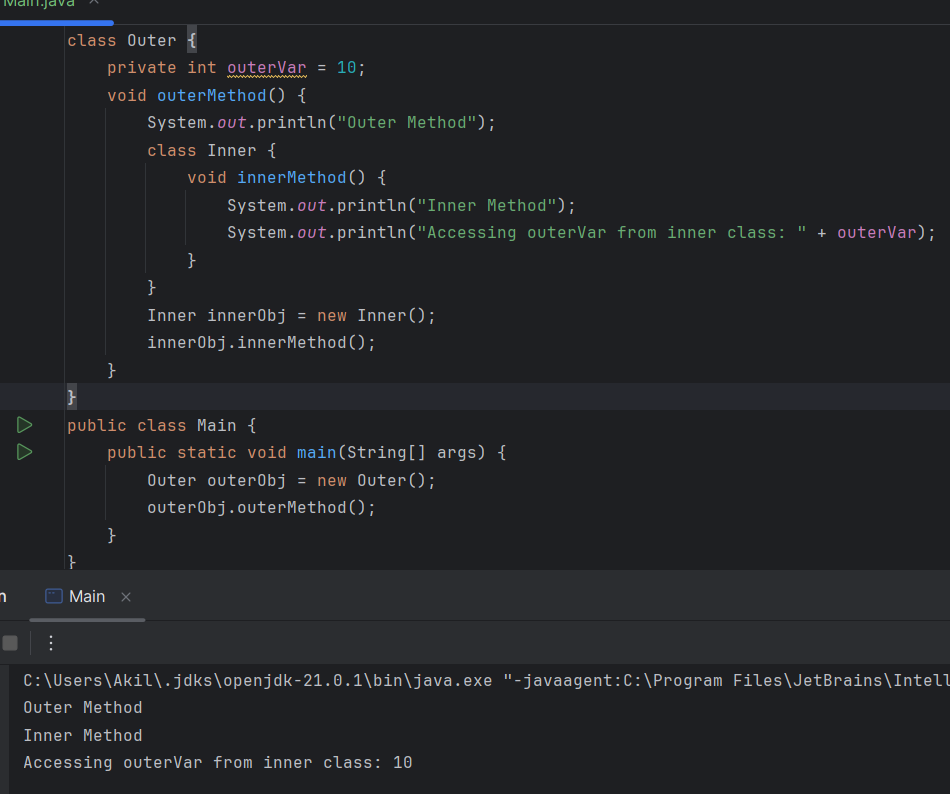 Main.java
class Outer {
    private int outerVar = 10;
    void outerMethod() {
        System.out.println("Outer Method");
        class Inner {
            void innerMethod() {
                System.out.println("Inner Method");
                System.out.println("Accessing outerVar from inner class: " + outerVar);
            }
        }
        Inner innerObj = new Inner();
        innerObj.innerMethod();
    }
}
public class Main {
    public static void main(String[] args) {
        Outer outerObj = new Outer();
        outerObj.outerMethod();
    }
}
Main
C:\Users\Akil\.jdks\openjdk-21.0.1\bin\java.exe "-javaagent:C:\Program Files\JetBrains\Intell
Outer Method
Inner Method
Accessing outerVar from inner class: 10